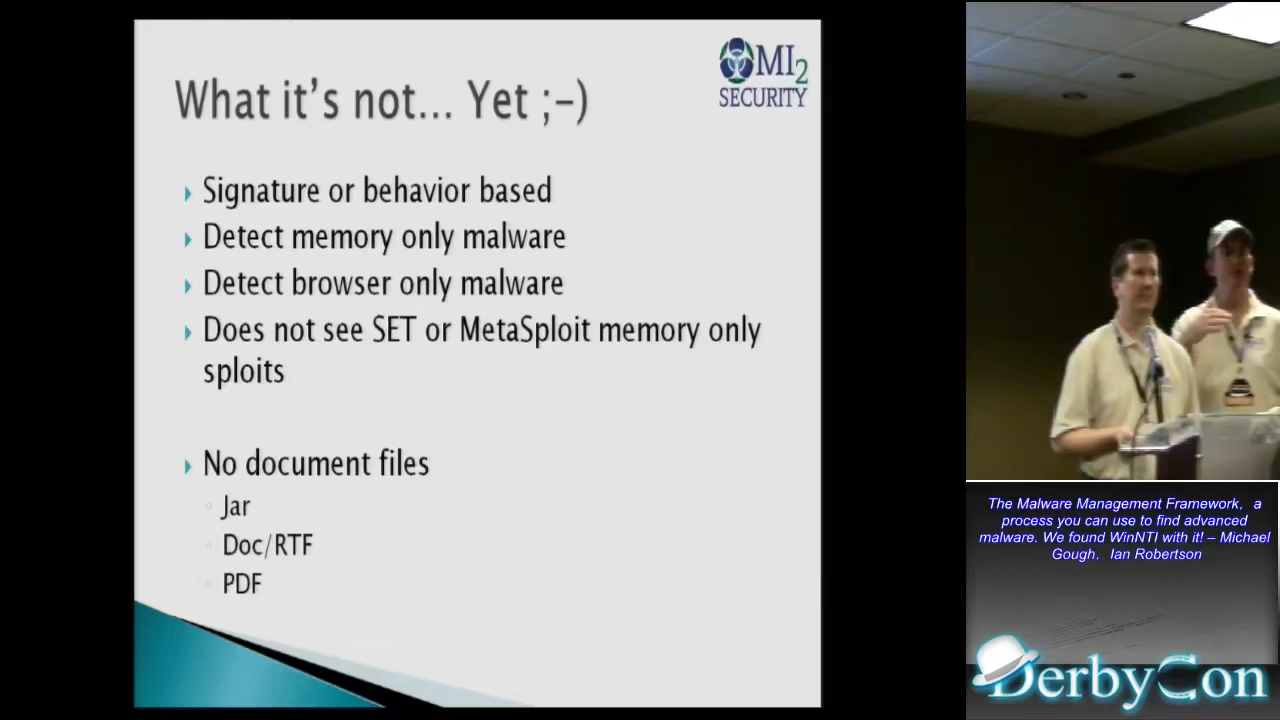 What it's not... Yet ;-)
MI2
SECURITY
Signature or behavior based
Detect memory only malware
Detect browser only malware
Does not see SET or MetaSploit memory only
sploits
No document files
Jar
Doc/RTF
PDF
The Malware Management Framework, a
process you can use to find advanced
malware. We found WinNTI with it! – Michael
Gough, Ian Robertson
DerbyCon